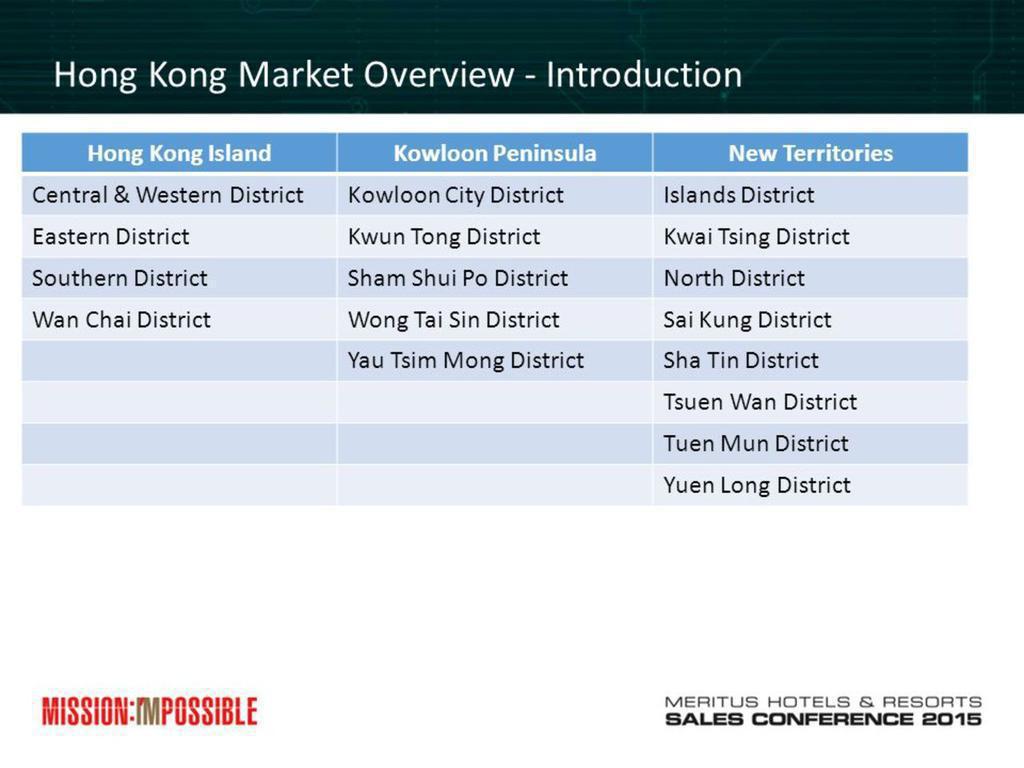 Hong Kong Market Overview - Introduction
Hong Kong Island Kowloon Peninsula New Territories
Central & Western District Kowloon City District Islands District
Eastern District Kwun Tong District Kwai Tsing District
Southern District Sham Shui Po District North District
Wan Chai District Wong Tai Sin District Sai Kung District
Yau Tsim Mong District Sha Tin District
Tsuen Wan District
Tuen Mun District
Yuen Long District
MISSION:IMPOSSIBLE MERITUS HOTELS & RESORTS
SALES CONFERENCE 2015